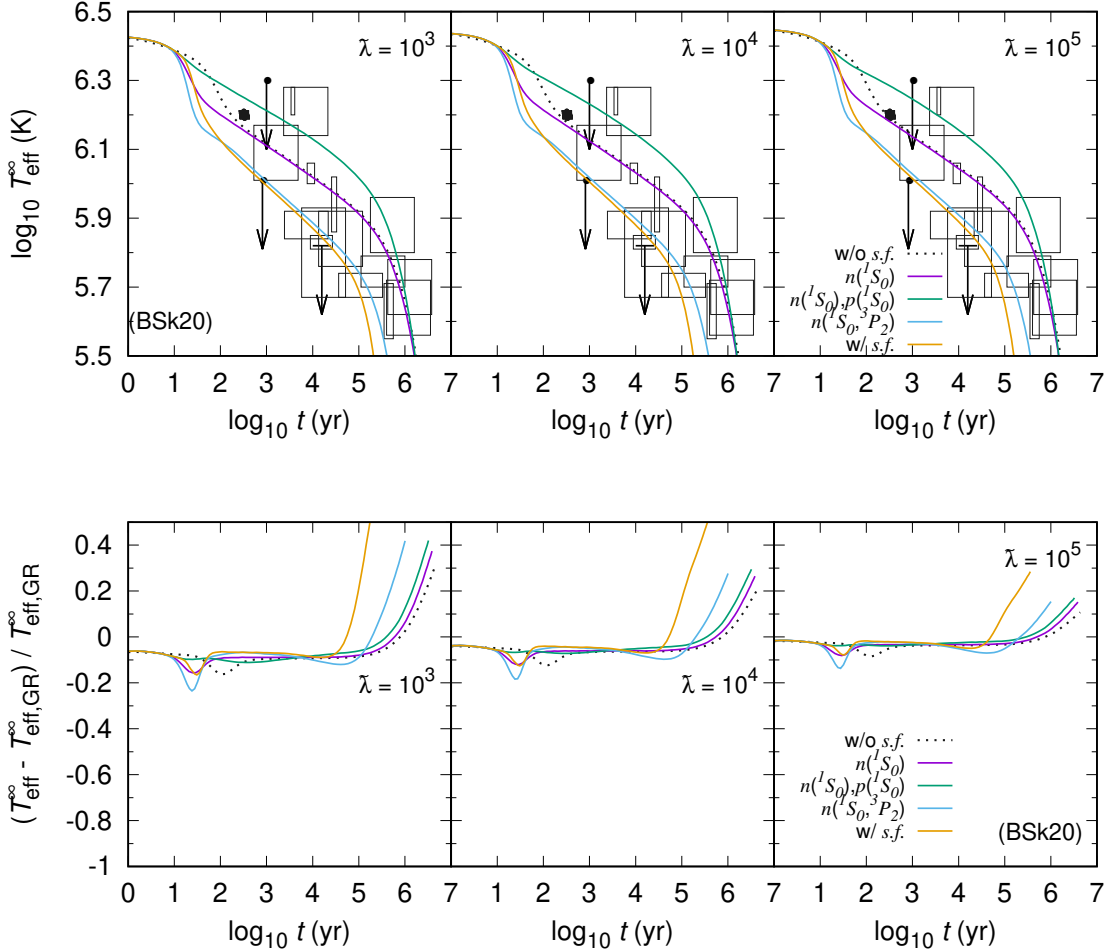 log₁₀ T∞eff (K)
6.5
6.3
6.1
5.9
5.7
5.5
λ̃ = 10³
λ̃ = 10⁴
λ̃ = 10⁵
(BSk20)
w/o s.f.
n(¹S₀)
n(¹S₀),p(¹S₀)
n(¹S₀,³P₂)
w/ s.f.
0 1 2 3 4 5 6 7 1 2 3 4 5 6 7 1 2 3 4 5 6 7
log₁₀ t (yr) log₁₀ t (yr) log₁₀ t (yr)
(T∞eff - T∞eff,GR) / T∞eff,GR
0.4
0.2
0
-0.2
-0.4
-0.6
-0.8
-1
λ̃ = 10³
λ̃ = 10⁴
λ̃ = 10⁵
w/o s.f.
n(¹S₀)
n(¹S₀),p(¹S₀)
n(¹S₀,³P₂)
w/ s.f.
(BSk20)
0 1 2 3 4 5 6 7 1 2 3 4 5 6 7 1 2 3 4 5 6 7
log₁₀ t (yr) log₁₀ t (yr) log₁₀ t (yr)